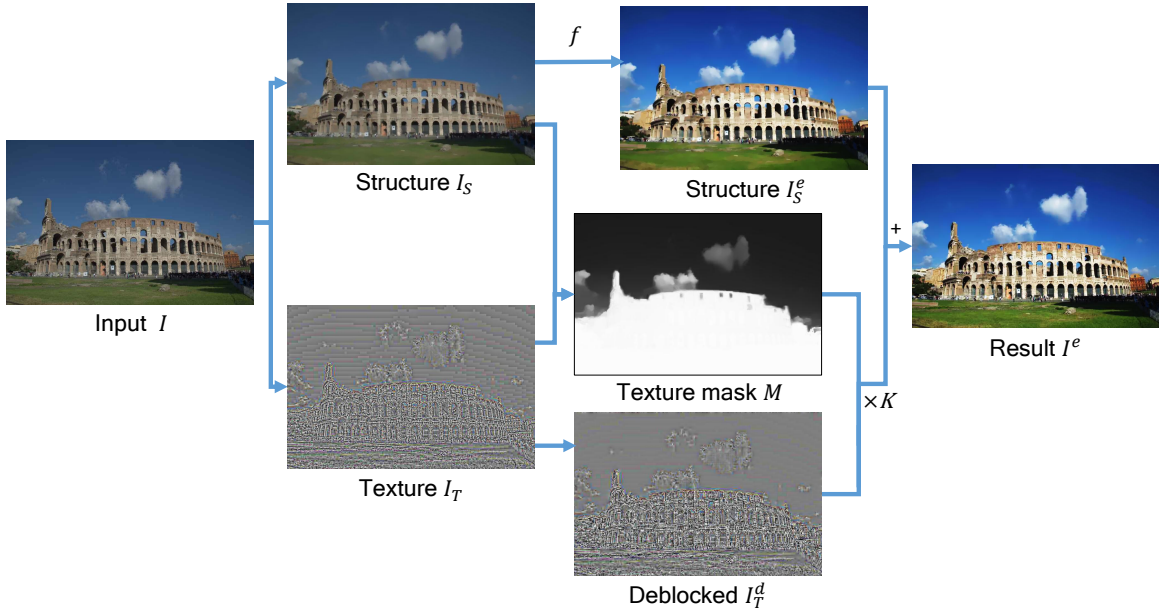 f
Structure I_S
Structure I_S^e
+
Input I
Result I^e
Texture mask M
×K
Texture I_T
Deblocked I_T^d